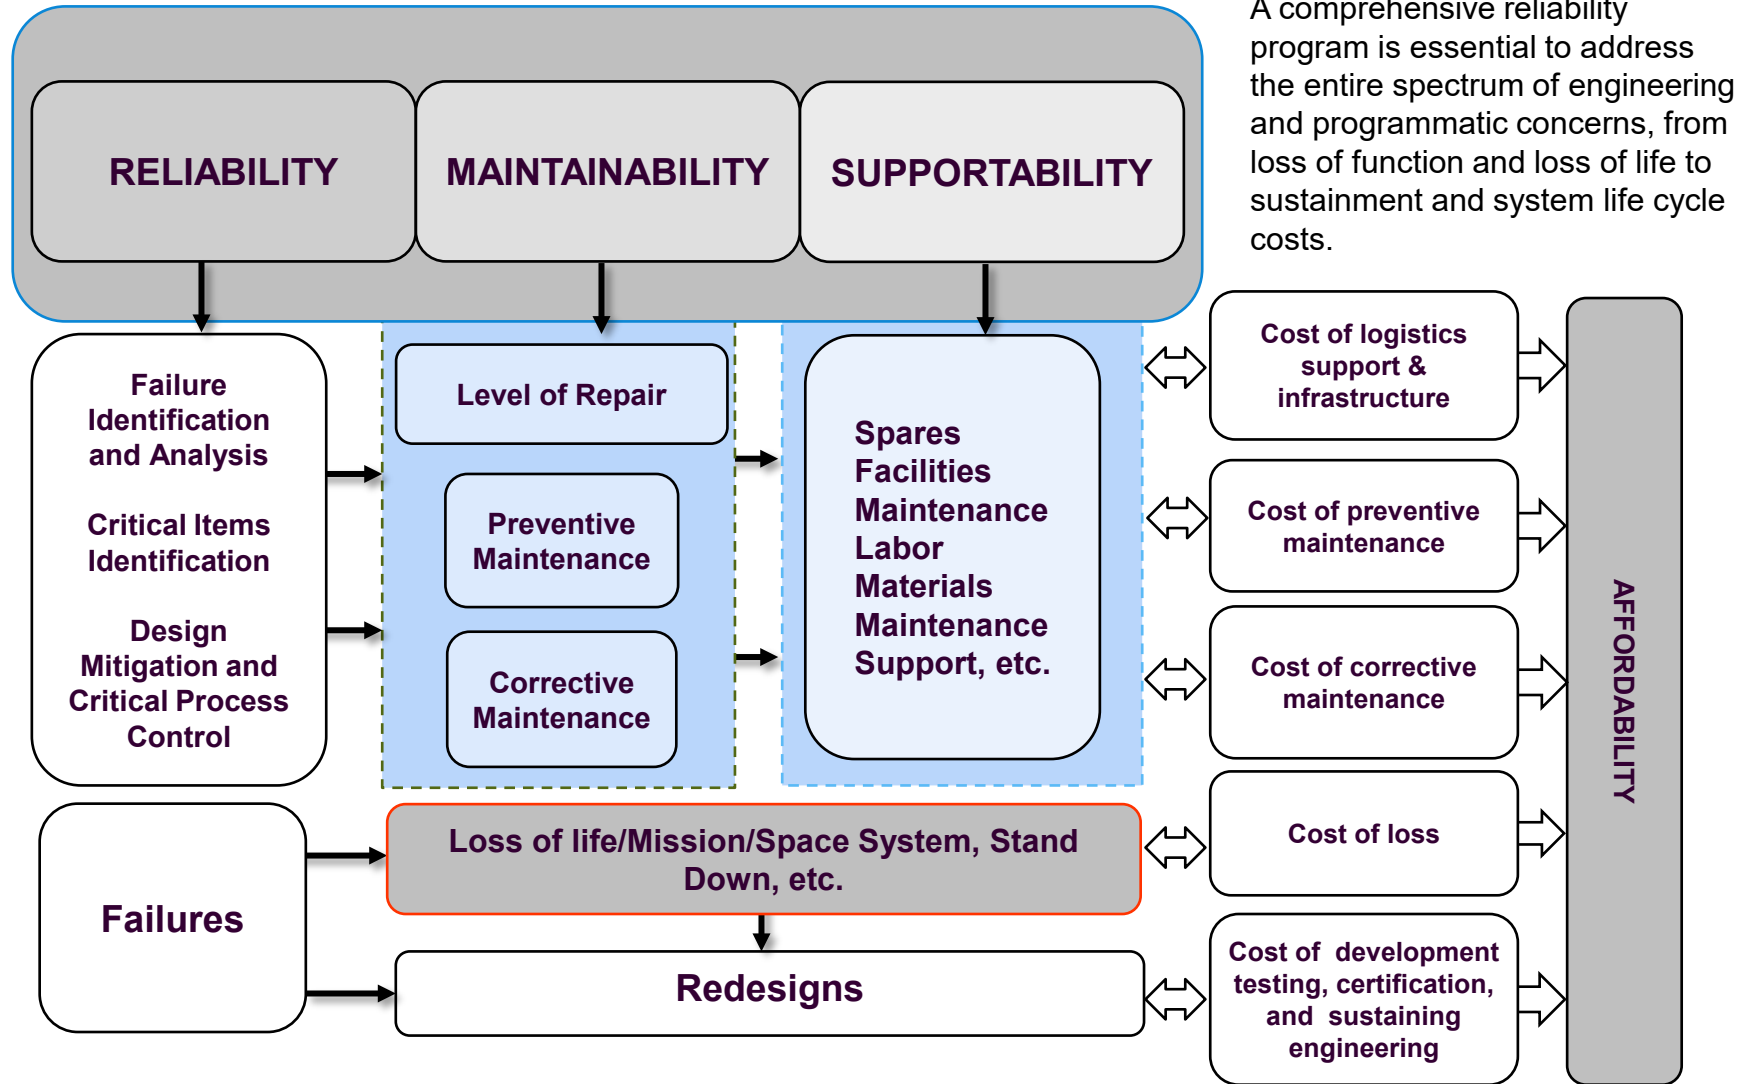 A comprehensive reliability
program is essential to address
the entire spectrum of engineering
and programmatic concerns, from
loss of function and loss of life to
sustainment and system life cycle
costs.
RELIABILITY
MAINTAINABILITY
SUPPORTABILITY
Failure
Identification
and Analysis
Critical Items
Identification
Design
Mitigation and
Critical Process
Control
Level of Repair
Preventive
Maintenance
Corrective
Maintenance
Spares
Facilities
Maintenance
Labor
Materials
Maintenance
Support, etc.
Cost of logistics
support &
infrastructure
Cost of preventive
maintenance
Cost of corrective
maintenance
Cost of loss
Cost of development
testing, certification,
and sustaining
engineering
AFFORDABILITY
Failures
Loss of life/Mission/Space System, Stand
Down, etc.
Redesigns